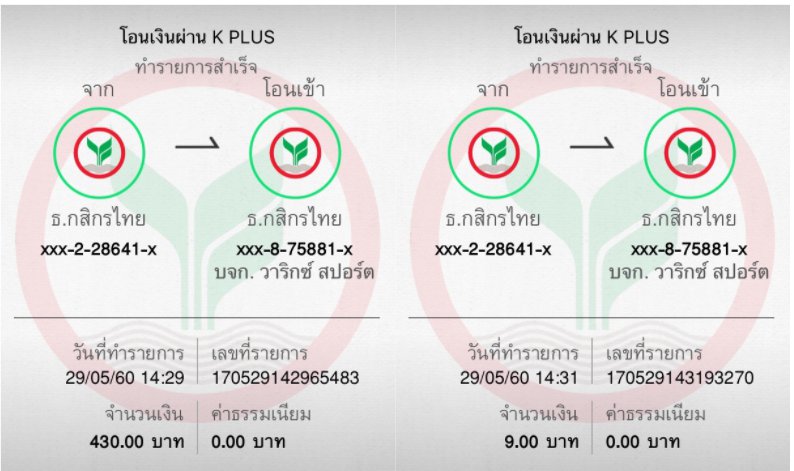 โอนเงินผ่าน K PLUS
ทำรายการสำเร็จ
จาก โอนเข้า
ธ.กสิกรไทย ธ.กสิกรไทย
xxx-2-28641-x xxx-8-75881-x
บจก. วาริกซ์ สปอร์ต
วันที่ทำรายการ เลขที่รายการ
29/05/60 14:29 170529142965483
จำนวนเงิน ค่าธรรมเนียม
430.00 บาท 0.00 บาท
โอนเงินผ่าน K PLUS
ทำรายการสำเร็จ
จาก โอนเข้า
ธ.กสิกรไทย ธ.กสิกรไทย
xxx-2-28641-x xxx-8-75881-x
บจก. วาริกซ์ สปอร์ต
วันที่ทำรายการ เลขที่รายการ
29/05/60 14:31 170529143193270
จำนวนเงิน ค่าธรรมเนียม
9.00 บาท 0.00 บาท